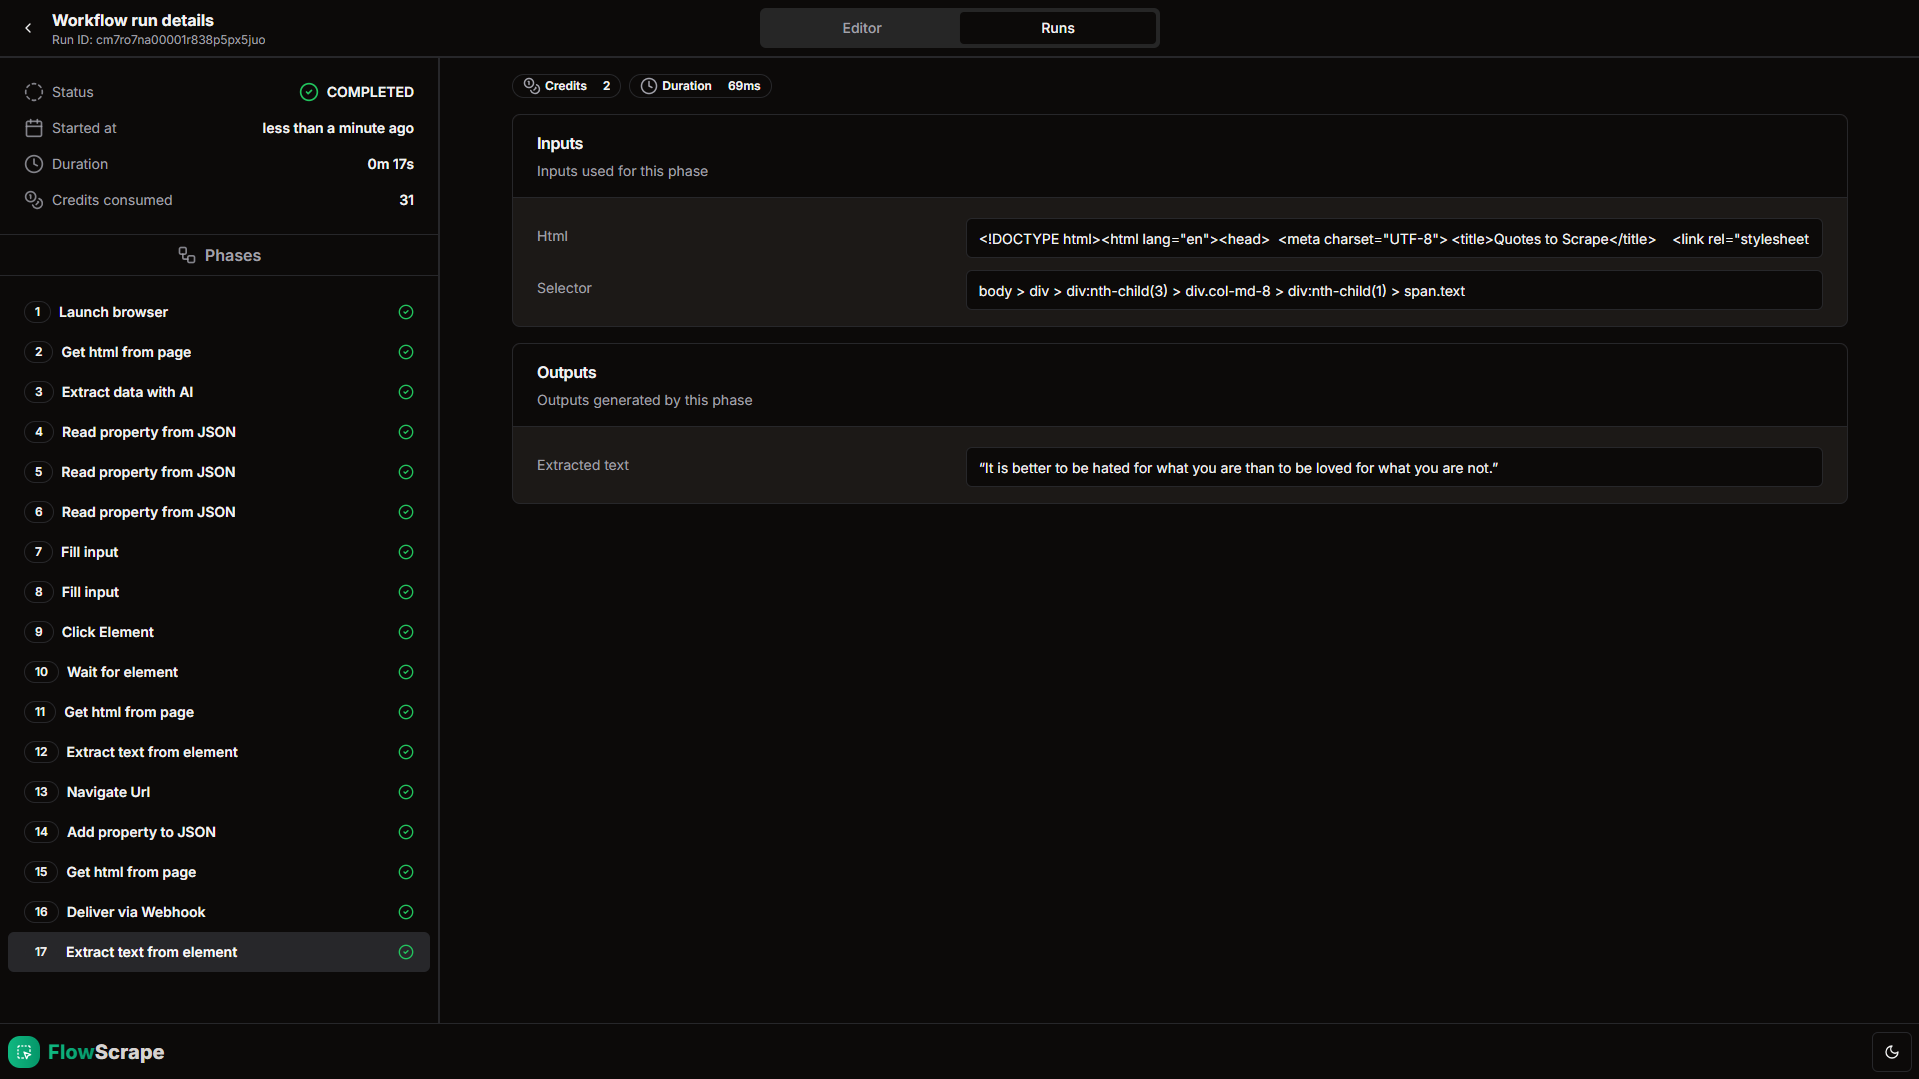 Workflow run details
Run ID: cm7ro7na00001r838p5px5juo
Editor
Runs
Status
COMPLETED
Started at
less than a minute ago
Duration
0m 17s
Credits consumed
31
Phases
1 Launch browser
2 Get html from page
3 Extract data with AI
4 Read property from JSON
5 Read property from JSON
6 Read property from JSON
7 Fill input
8 Fill input
9 Click Element
10 Wait for element
11 Get html from page
12 Extract text from element
13 Navigate Url
14 Add property to JSON
15 Get html from page
16 Deliver via Webhook
17 Extract text from element
Credits 2
Duration 69ms
Inputs
Inputs used for this phase
Html
<!DOCTYPE html><html lang="en"><head> <meta charset="UTF-8"> <title>Quotes to Scrape</title> <link rel="stylesheet
Selector
body > div > div:nth-child(3) > div.col-md-8 > div:nth-child(1) > span.text
Outputs
Outputs generated by this phase
Extracted text
“It is better to be hated for what you are than to be loved for what you are not.”
FlowScrape